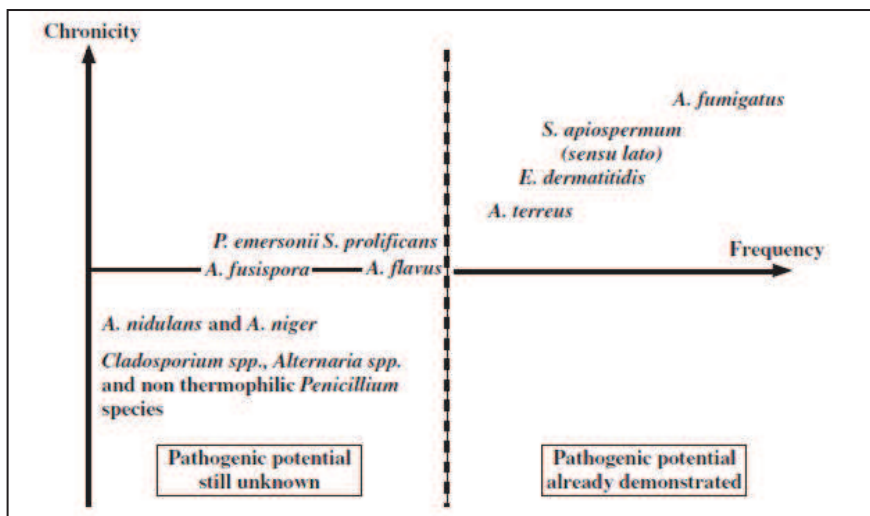 Chronicity
A. fumigatus
S. apiospermum
(sensu lato)
E. dermatitidis
A. terreus
P. emersonii S. prolificans
Frequency
A. fusispora
A. flavus
A. nidulans and A. niger
Cladosporium spp., Alternaria spp.
and non thermophilic Penicillium
species
Pathogenic potential
still unknown
Pathogenic potential
already demonstrated